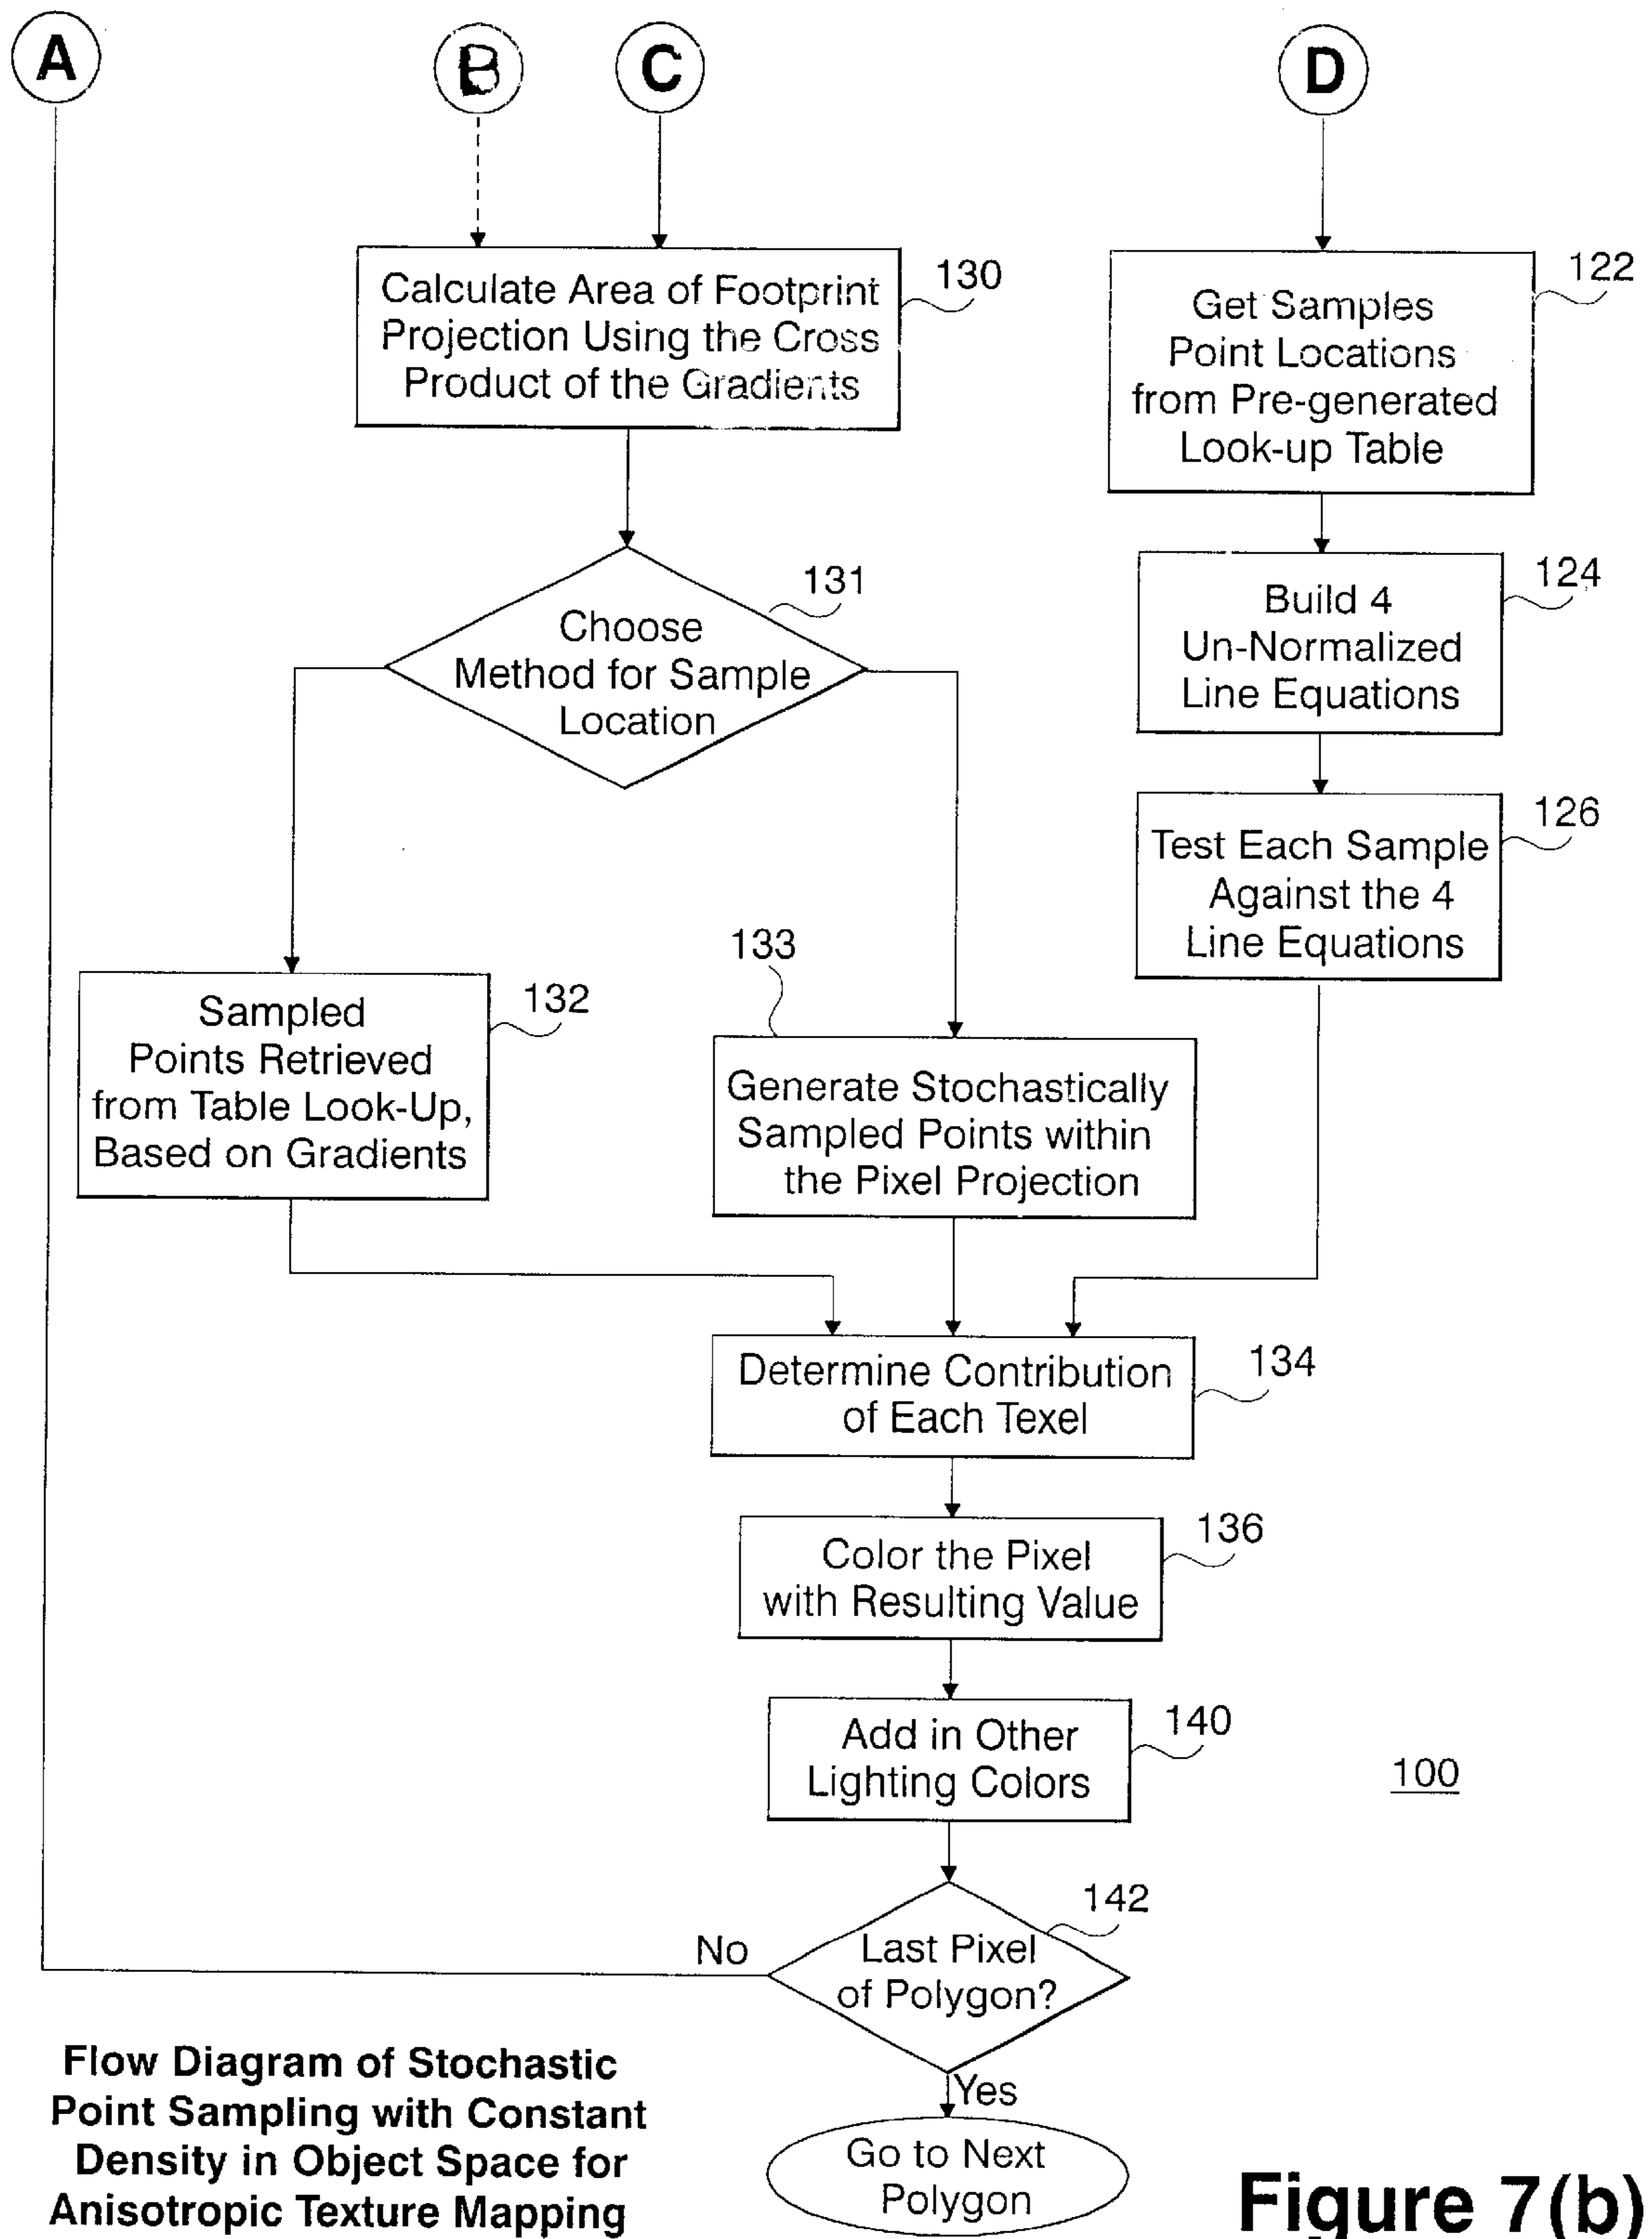 A
B
C
D
Calculate Area of Footprint
Projection Using the Cross
Product of the Gradients
130
Get Samples
Point Locations
from Pre-generated
Look-up Table
122
Choose
Method for Sample
Location
131
Build 4
Un-Normalized
Line Equations
124
Test Each Sample
Against the 4
Line Equations
126
Sampled
Points Retrieved
from Table Look-Up,
Based on Gradients
132
133
Generate Stochastically
Sampled Points within
the Pixel Projection
Determine Contribution
of Each Texel
134
Color the Pixel
with Resulting Value
136
Add in Other
Lighting Colors
140
100
Last Pixel
of Polygon?
142
No
Yes
Go to Next
Polygon
Flow Diagram of Stochastic
Point Sampling with Constant
Density in Object Space for
Anisotropic Texture Mapping
Figure 7(b)